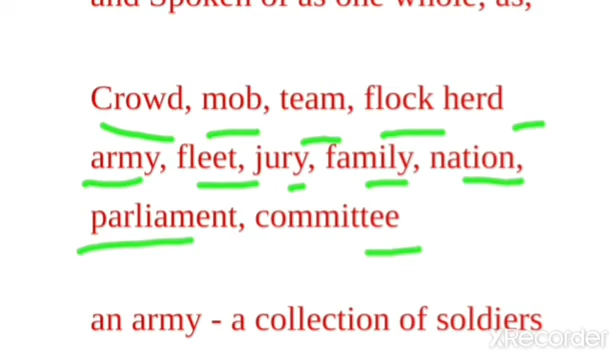 and Spoken of as one whole, as,
Crowd, mob, team, flock herd
army, fleet, jury, family, nation,
parliament, committee
an army - a collection of soldiers
XRecorder